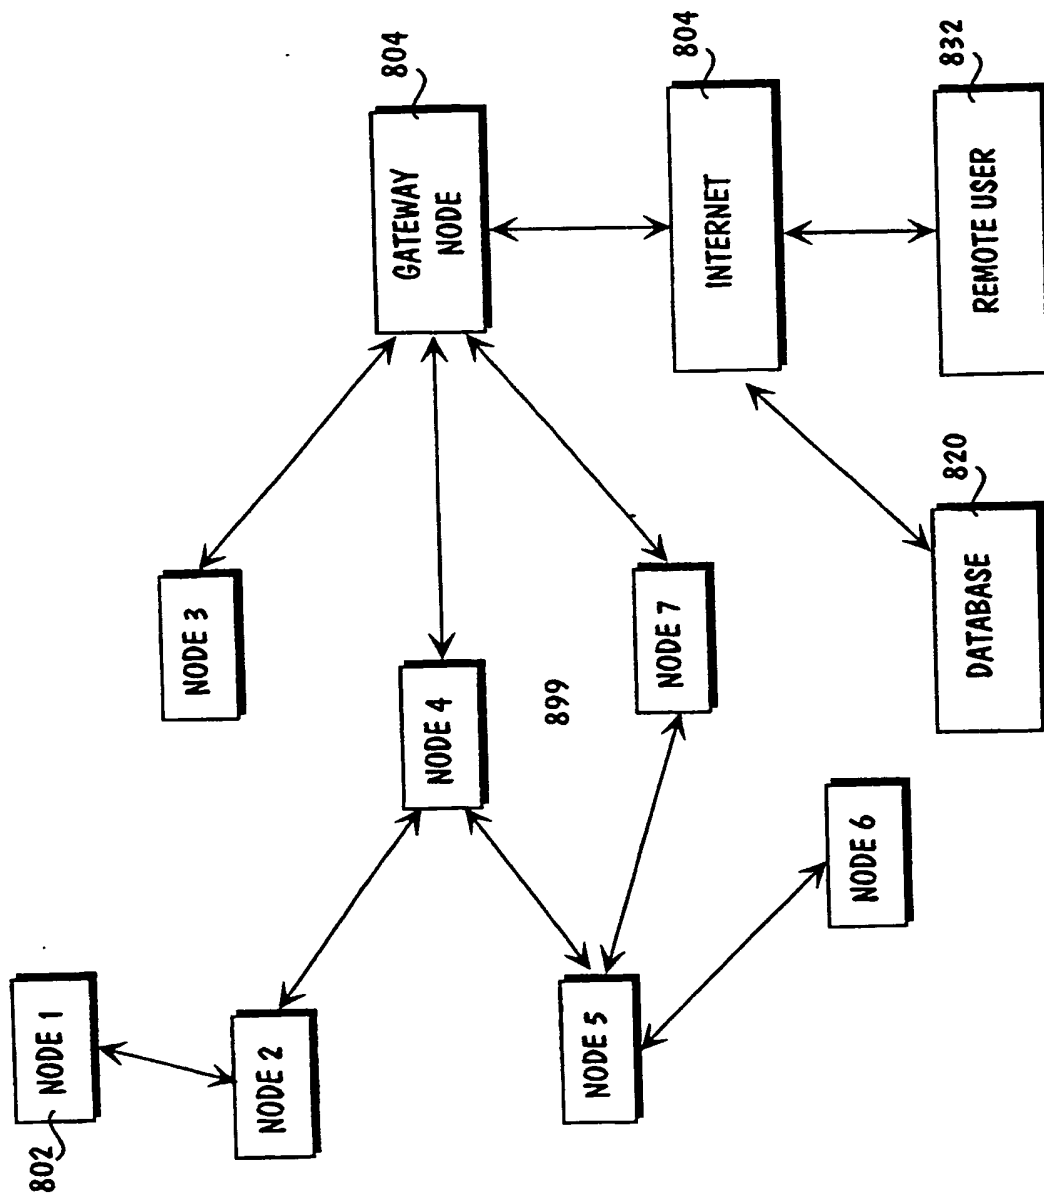 802
NODE 1
NODE 2
NODE 3
804
GATEWAY
NODE
NODE 4
899
NODE 5
NODE 7
804
INTERNET
NODE 6
820
DATABASE
832
REMOTE USER